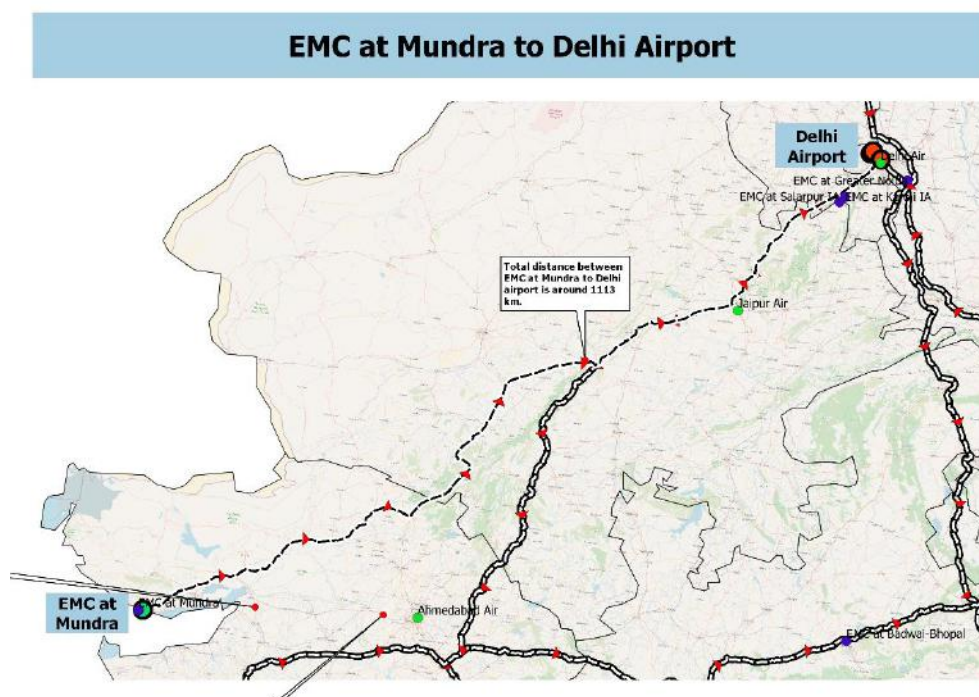 EMC at Mundra to Delhi Airport
Delhi
Airport
Delhi Air
EMC at Greater
EMC at Salarpur IA
EMC at
IA
Total distance between
EMC at Mundra to Delhi
airport is around 1113
km.
Jaipur Air
EMC at
Mundra
EMC at Mundra
Ahmedabad Air
EMC at Badwai-Bhopal